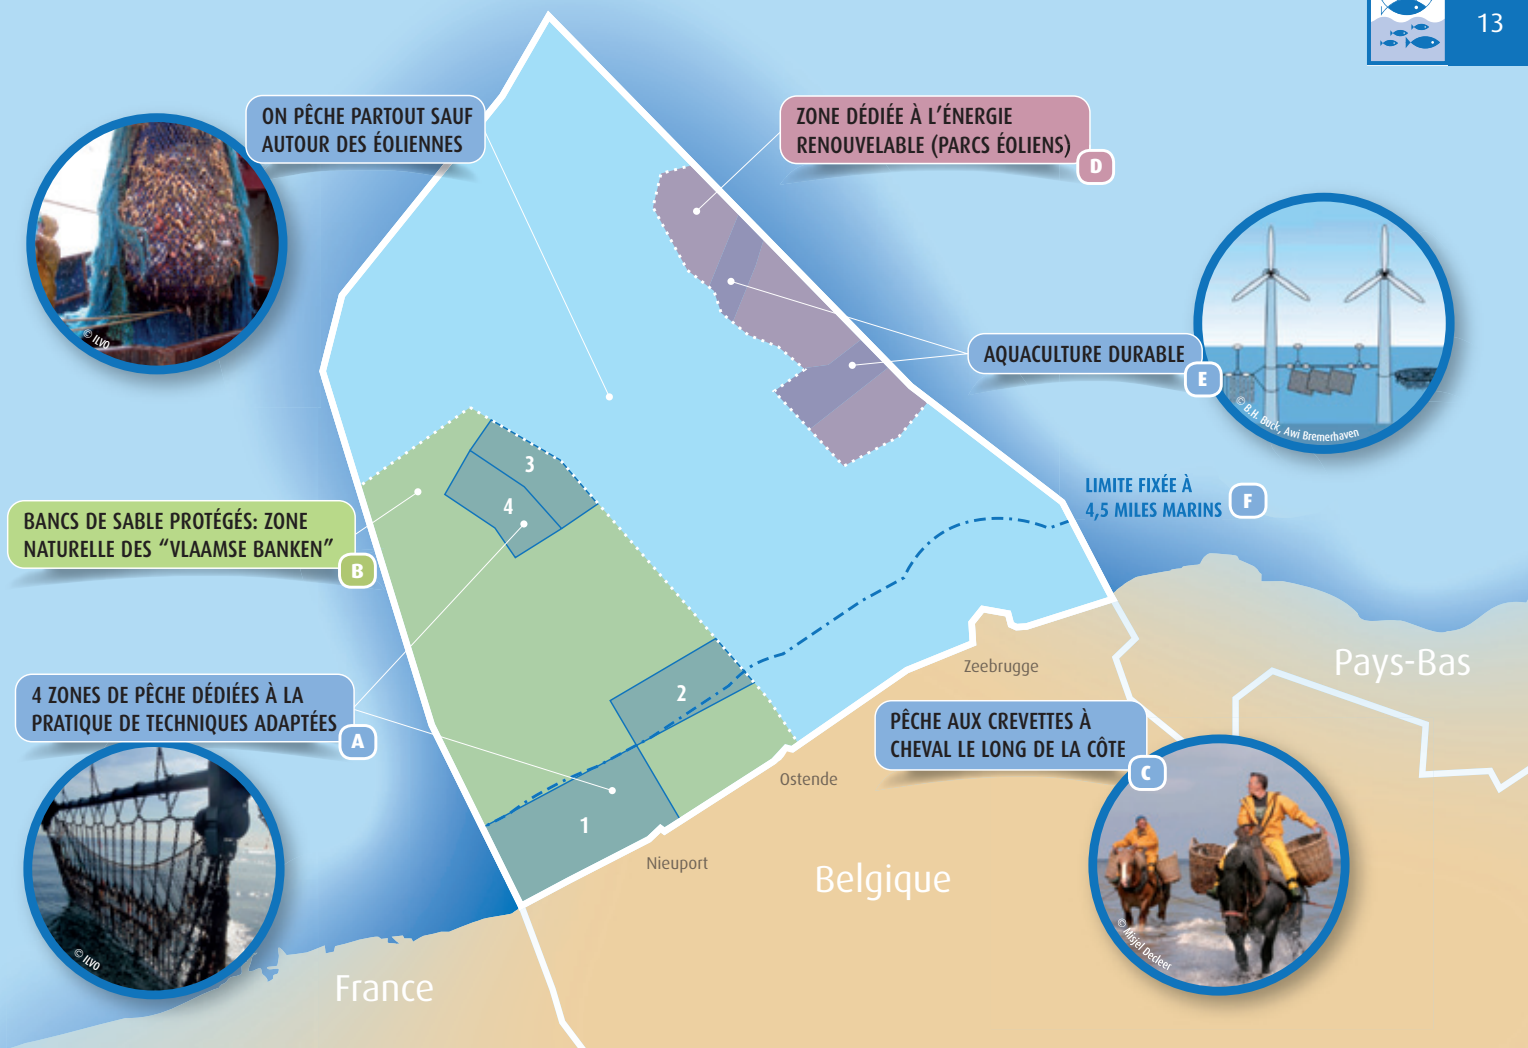 13
ON PÊCHE PARTOUT SAUF
AUTOUR DES ÉOLIENNES
© ILVO
ZONE DÉDIÉE À L’ÉNERGIE
RENOUVELABLE (PARCS ÉOLIENS)
D
AQUACULTURE DURABLE
E
© B.H. Buck, Awi Bremerhaven
LIMITE FIXÉE À
4,5 MILES MARINS
F
3
4
BANCS DE SABLE PROTÉGÉS: ZONE
NATURELLE DES “VLAAMSE BANKEN”
B
4 ZONES DE PÊCHE DÉDIÉES À LA
PRATIQUE DE TECHNIQUES ADAPTÉES
A
© ILVO
2
1
Zeebrugge
Pays-Bas
PÊCHE AUX CREVETTES À
CHEVAL LE LONG DE LA CÔTE
C
© Misjel Decleer
Ostende
Nieuport
Belgique
France